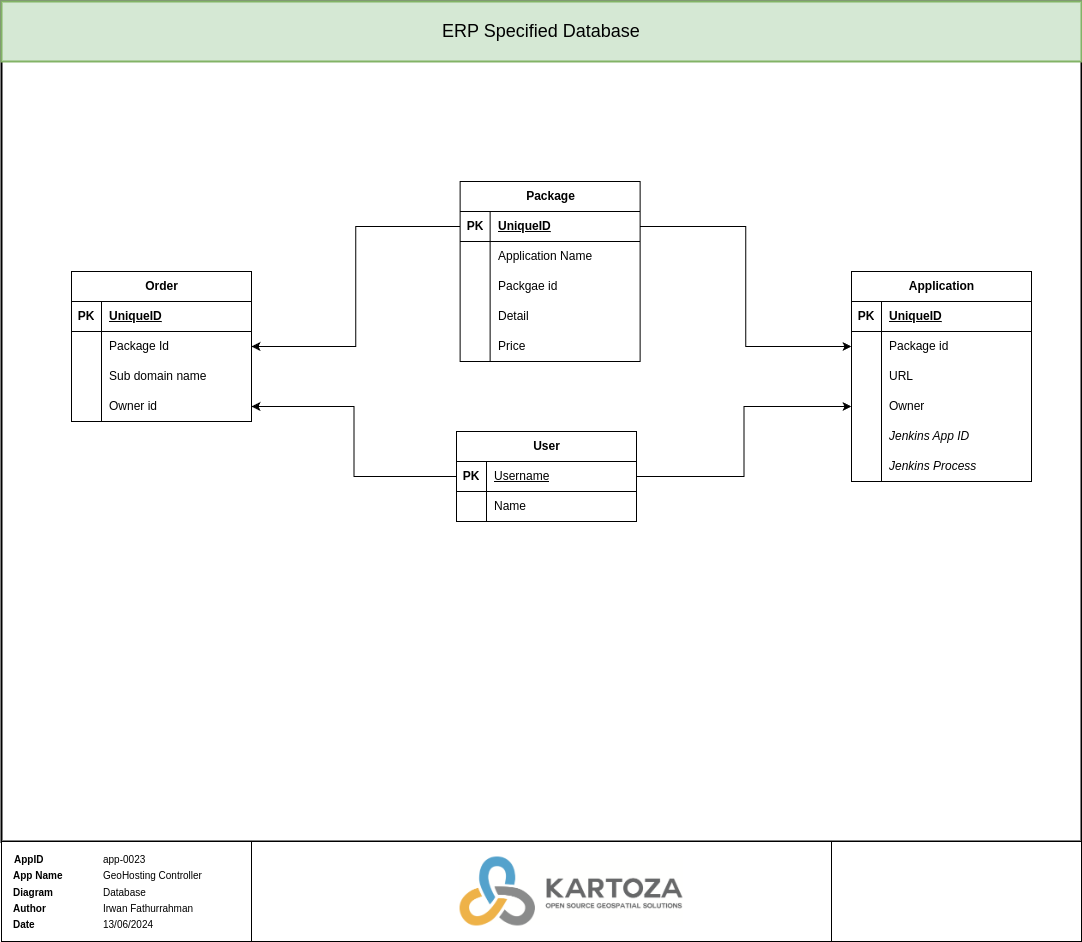 ERP Specified Database
Package
PK UniqueID
Application Name
Packgae id
Detail
Price
Order
PK UniqueID
Package Id
Sub domain name
Owner id
Application
PK UniqueID
Package id
URL
Owner
Jenkins App ID
Jenkins Process
User
PK Username
Name
AppID app-0023
App Name GeoHosting Controller
Diagram Database
Author Irwan Fathurrahman
Date 13/06/2024
KARTOZA
OPEN SOURCE GEOSPATIAL SOLUTIONS